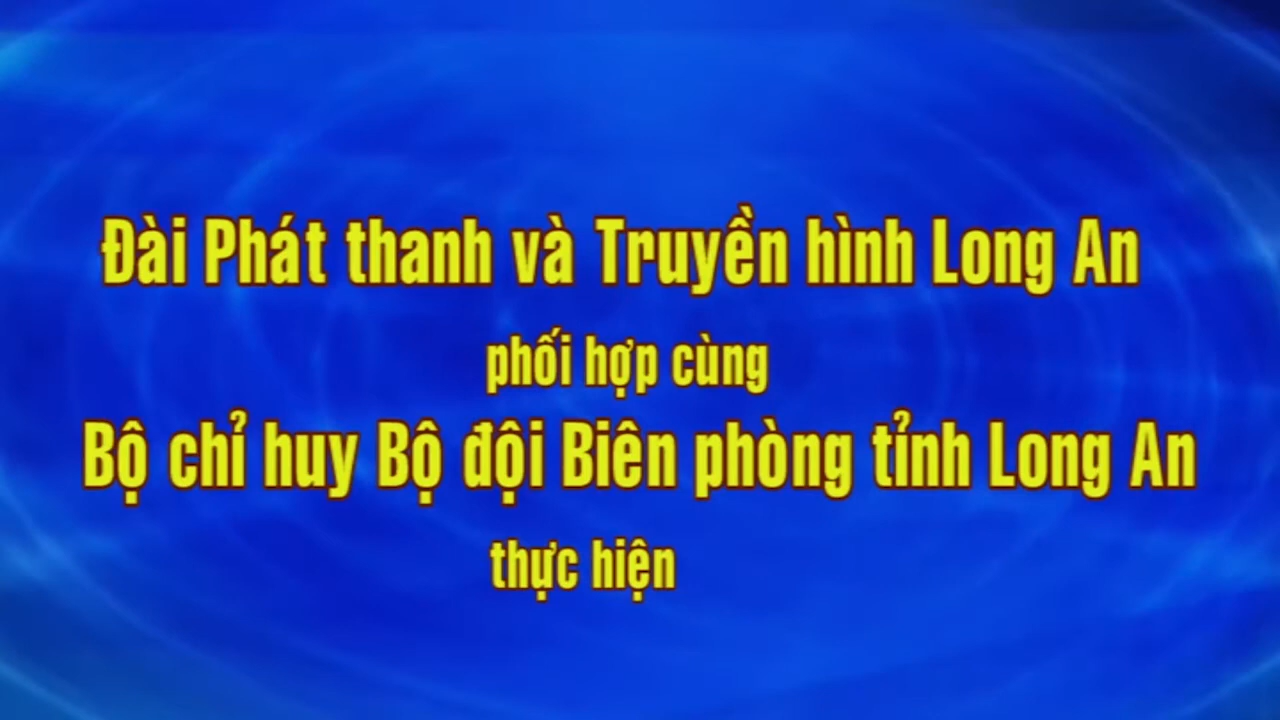 Đài Phát thanh và Truyền hình Long An
phối hợp cùng
Bộ chỉ huy Bộ đội Biên phòng tỉnh Long An
thực hiện